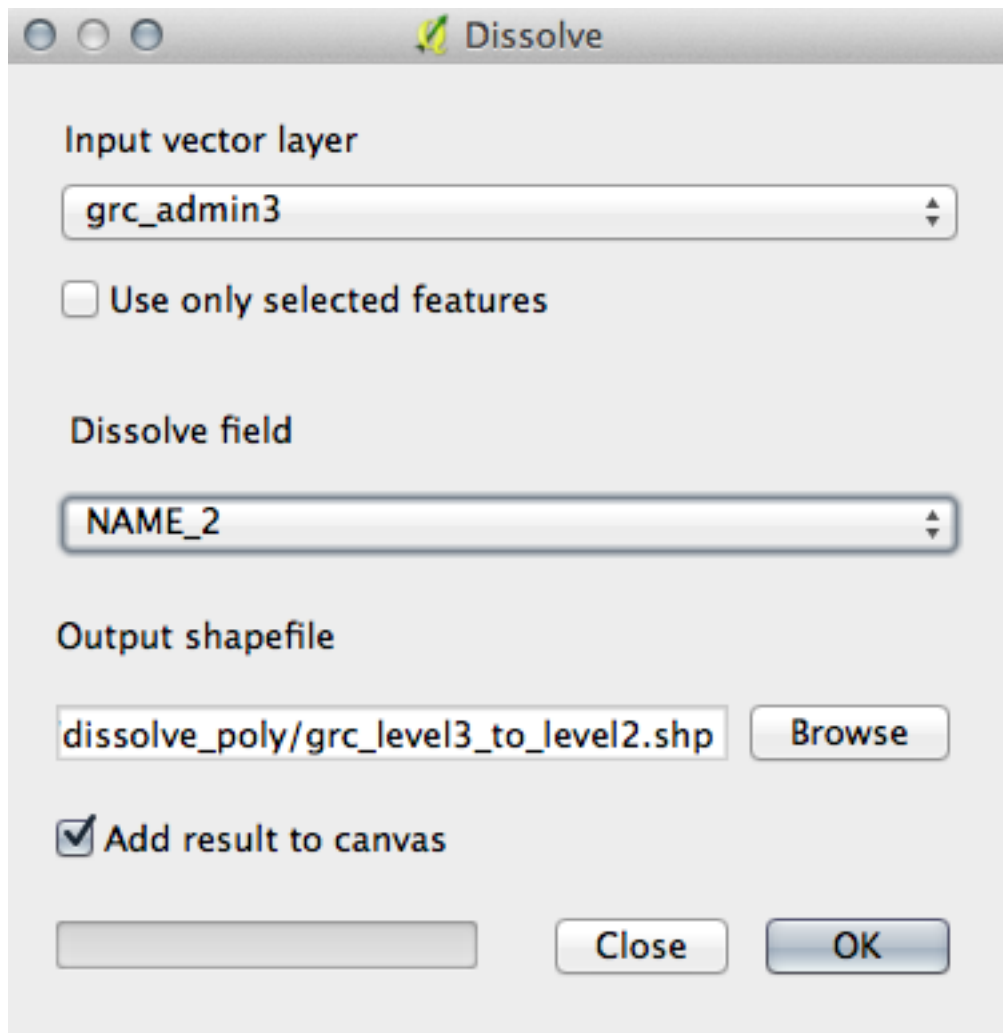 Dissolve
Input vector layer
grc_admin3
Use only selected features
Dissolve field
NAME_2
Output shapefile
dissolve_poly/grc_level3_to_level2.shp
Browse
Add result to canvas
Close
OK